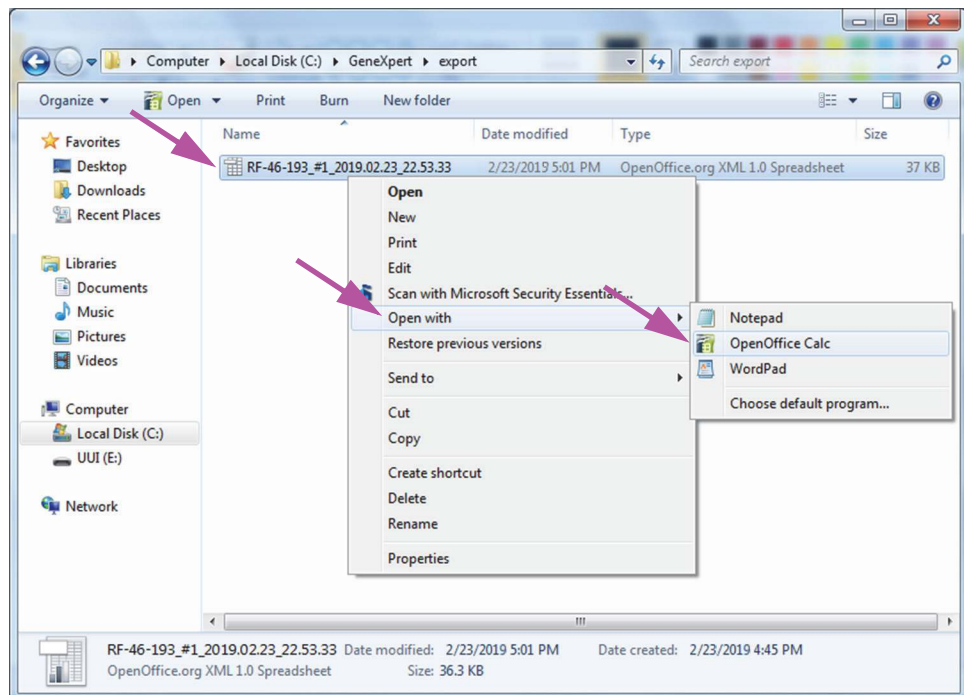 Computer Local Disk (C:) GeneXpert export Search export
Organize Open Print Burn New folder
Name Date modified Type Size
RF-46-193_#1_2019.02.23_22.53.33 2/23/2019 5:01 PM OpenOffice.org XML 1.0 Spreadsheet 37 KB
Favorites
Desktop
Downloads
Recent Places
Libraries
Documents
Music
Pictures
Videos
Computer
Local Disk (C:)
UUI (E:)
Network
Open
New
Print
Edit
Scan with Microsoft Security Essentials...
Open with
Restore previous versions
Send to
Cut
Copy
Create shortcut
Delete
Rename
Properties
Notepad
OpenOffice Calc
WordPad
Choose default program...
RF-46-193_#1_2019.02.23_22.53.33 Date modified: 2/23/2019 5:01 PM Date created: 2/23/2019 4:45 PM
OpenOffice.org XML 1.0 Spreadsheet Size: 36.3 KB